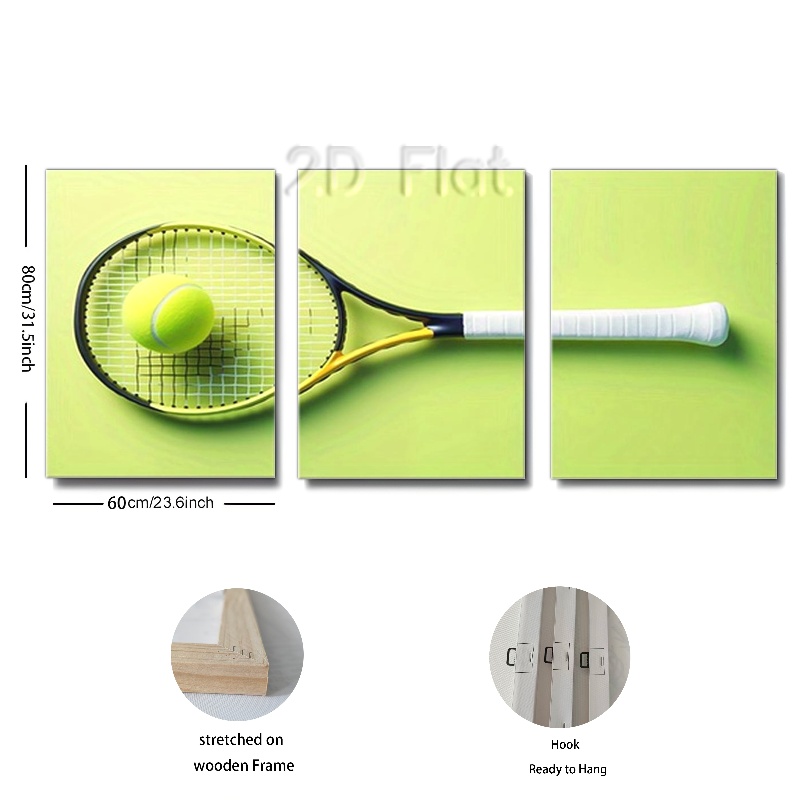 2D Flat
80cm/31.5inch
60cm/23.6inch
stretched on
wooden Frame
Hook
Ready to Hang